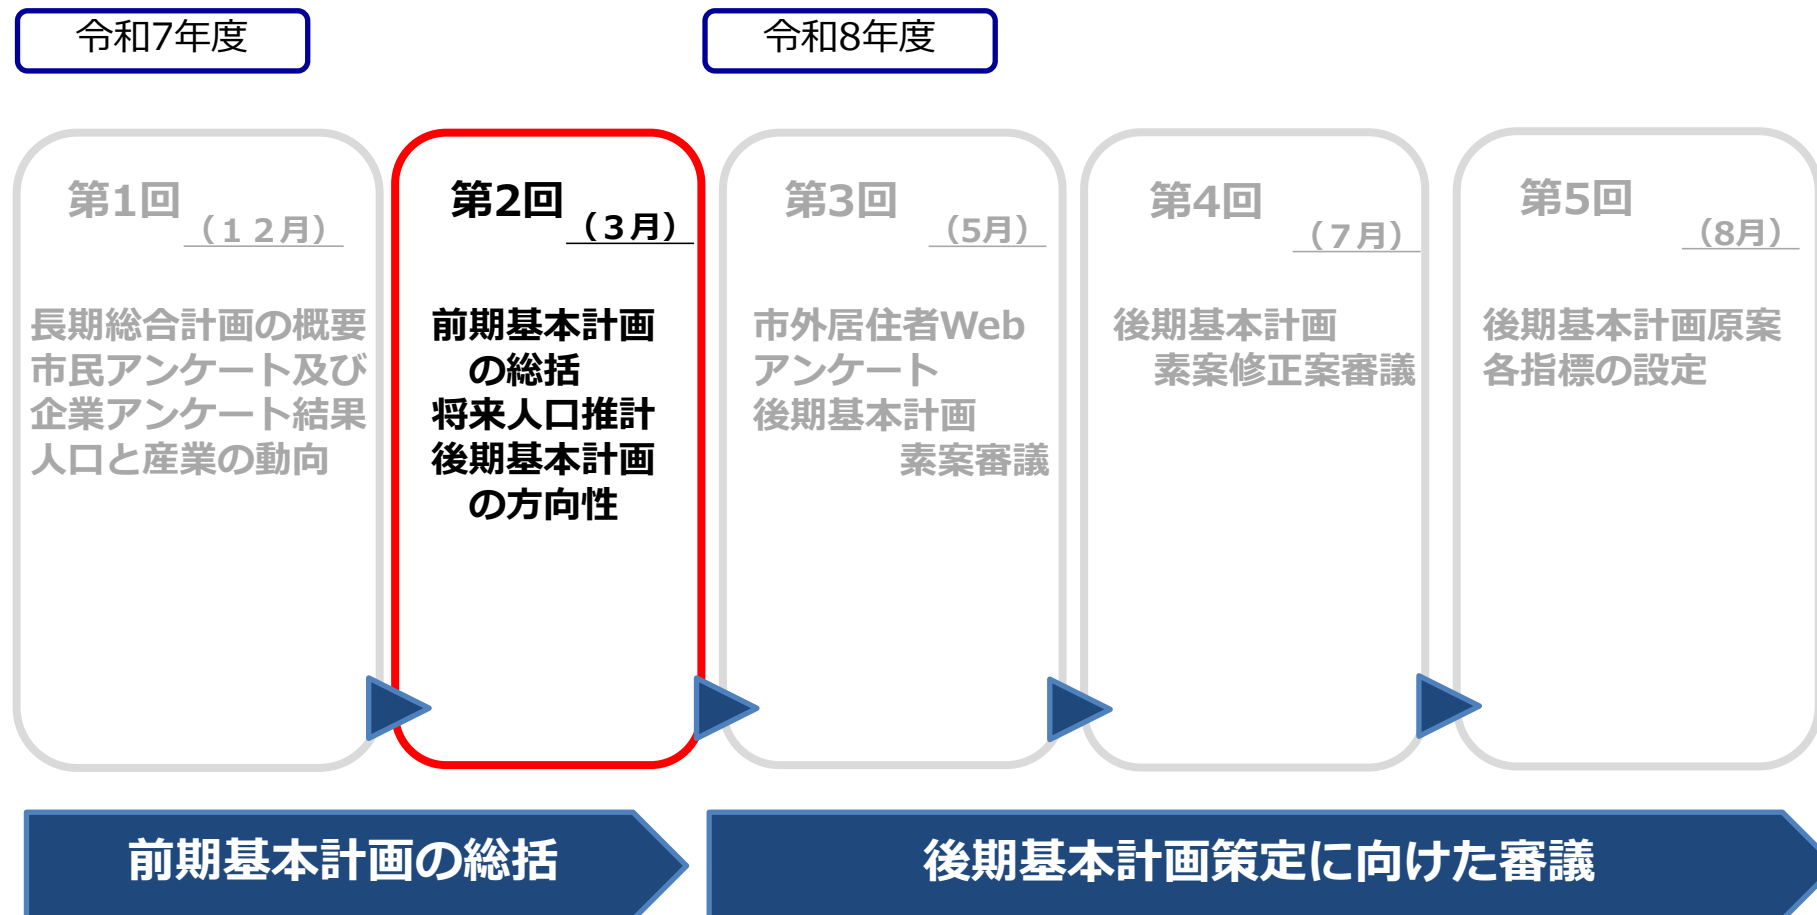 令和7年度
令和8年度
第1回
（１２月）
長期総合計画の概要
市民アンケート及び
企業アンケート結果
人口と産業の動向
第2回
（３月）
前期基本計画
の総括
将来人口推計
後期基本計画
の方向性
第3回
（5月）
市外居住者Web
アンケート
後期基本計画
素案審議
第4回
（７月）
後期基本計画
素案修正案審議
第5回
（8月）
後期基本計画原案
各指標の設定
前期基本計画の総括
後期基本計画策定に向けた審議